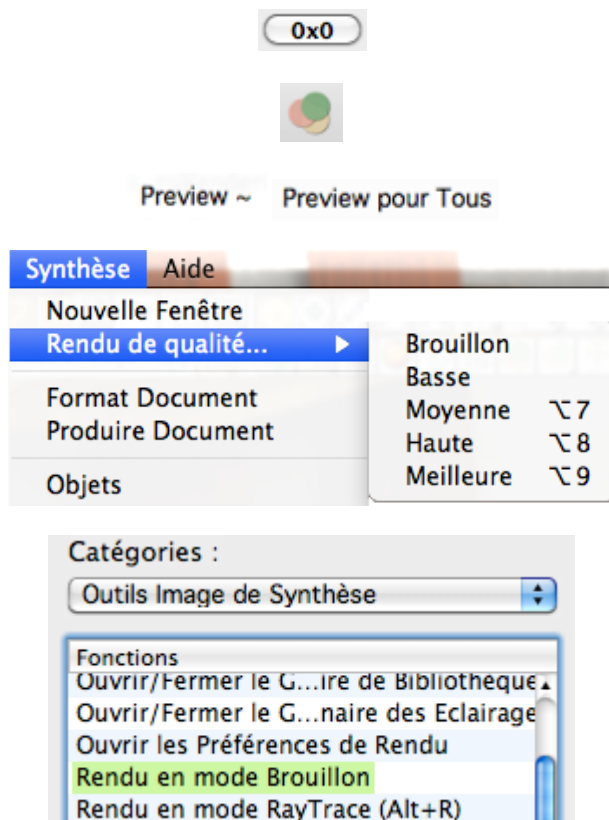 0x0
Preview ~ Preview pour Tous
Synthèse Aide
Nouvelle Fenêtre
Rendu de qualité...
Brouillon
Basse
Format Document
Moyenne ⌥7
Produire Document
Haute ⌥8
Meilleure ⌥9
Objets
Catégories :
Outils Image de Synthèse
Fonctions
Ouvrir/Fermer le G...ire de Bibliothèque
Ouvrir/Fermer le G...naire des Eclairage
Ouvrir les Préférences de Rendu
Rendu en mode Brouillon
Rendu en mode RayTrace (Alt+R)